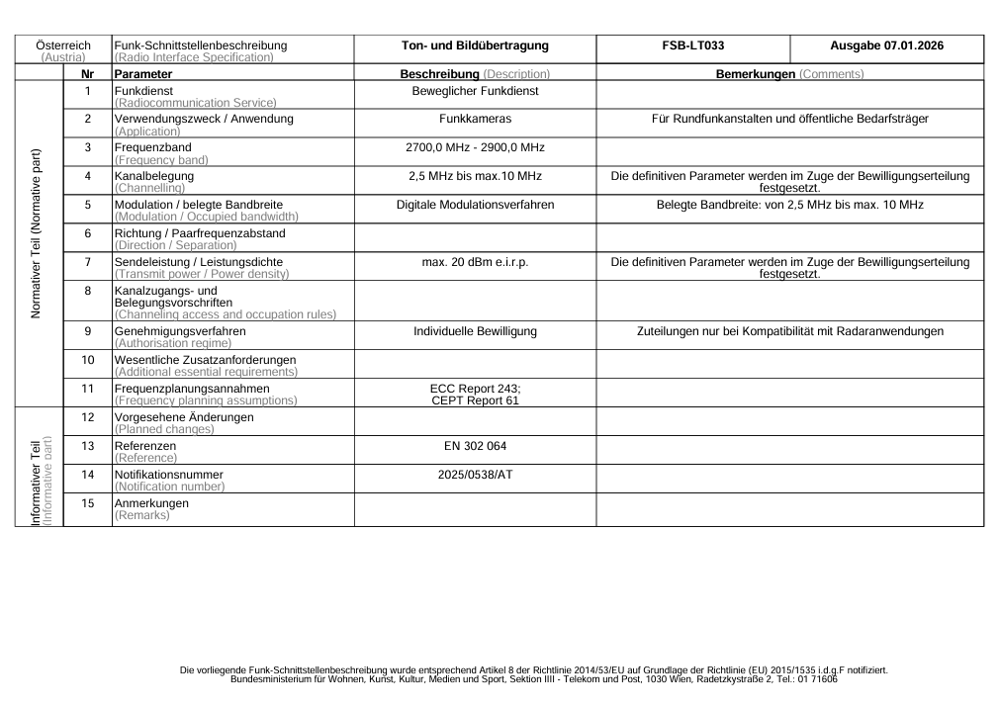 Österreich
(Austria)
Funk-Schnittstellenbeschreibung
(Radio Interface Specification)
Ton- und Bildübertragung
FSB-LT033
Ausgabe 07.01.2026
Nr
Parameter
Beschreibung (Description)
Bemerkungen (Comments)
Normativer Teil (Normative part)
1
Funkdienst
(Radiocommunication Service)
Beweglicher Funkdienst
2
Verwendungszweck / Anwendung
(Application)
Funkkameras
Für Rundfunkanstalten und öffentliche Bedarfsträger
3
Frequenzband
(Frequency band)
2700,0 MHz - 2900,0 MHz
4
Kanalbelegung
(Channelling)
2,5 MHz bis max.10 MHz
Die definitiven Parameter werden im Zuge der Bewilligungserteilung
festgesetzt.
5
Modulation / belegte Bandbreite
(Modulation / Occupied bandwidth)
Digitale Modulationsverfahren
Belegte Bandbreite: von 2,5 MHz bis max. 10 MHz
6
Richtung / Paarfrequenzabstand
(Direction / Separation)
7
Sendeleistung / Leistungsdichte
(Transmit power / Power density)
max. 20 dBm e.i.r.p.
Die definitiven Parameter werden im Zuge der Bewilligungserteilung
festgesetzt.
8
Kanalzugangs- und
Belegungsvorschriften
(Channeling access and occupation rules)
9
Genehmigungsverfahren
(Authorisation regime)
Individuelle Bewilligung
Zuteilungen nur bei Kompatibilität mit Radaranwendungen
10
Wesentliche Zusatzanforderungen
(Additional essential requirements)
11
Frequenzplanungsannahmen
(Frequency planning assumptions)
ECC Report 243;
CEPT Report 61
Informativer Teil
(Informative part)
12
Vorgesehene Änderungen
(Planned changes)
13
Referenzen
(Reference)
EN 302 064
14
Notifikationsnummer
(Notification number)
2025/0538/AT
15
Anmerkungen
(Remarks)
Die vorliegende Funk-Schnittstellenbeschreibung wurde entsprechend Artikel 8 der Richtlinie 2014/53/EU auf Grundlage der Richtlinie (EU) 2015/1535 i.d.g.F notifiziert.
Bundesministerium für Wohnen, Kunst, Kultur, Medien und Sport, Sektion IIII - Telekom und Post, 1030 Wien, Radetzkystraße 2, Tel.: 01 71606